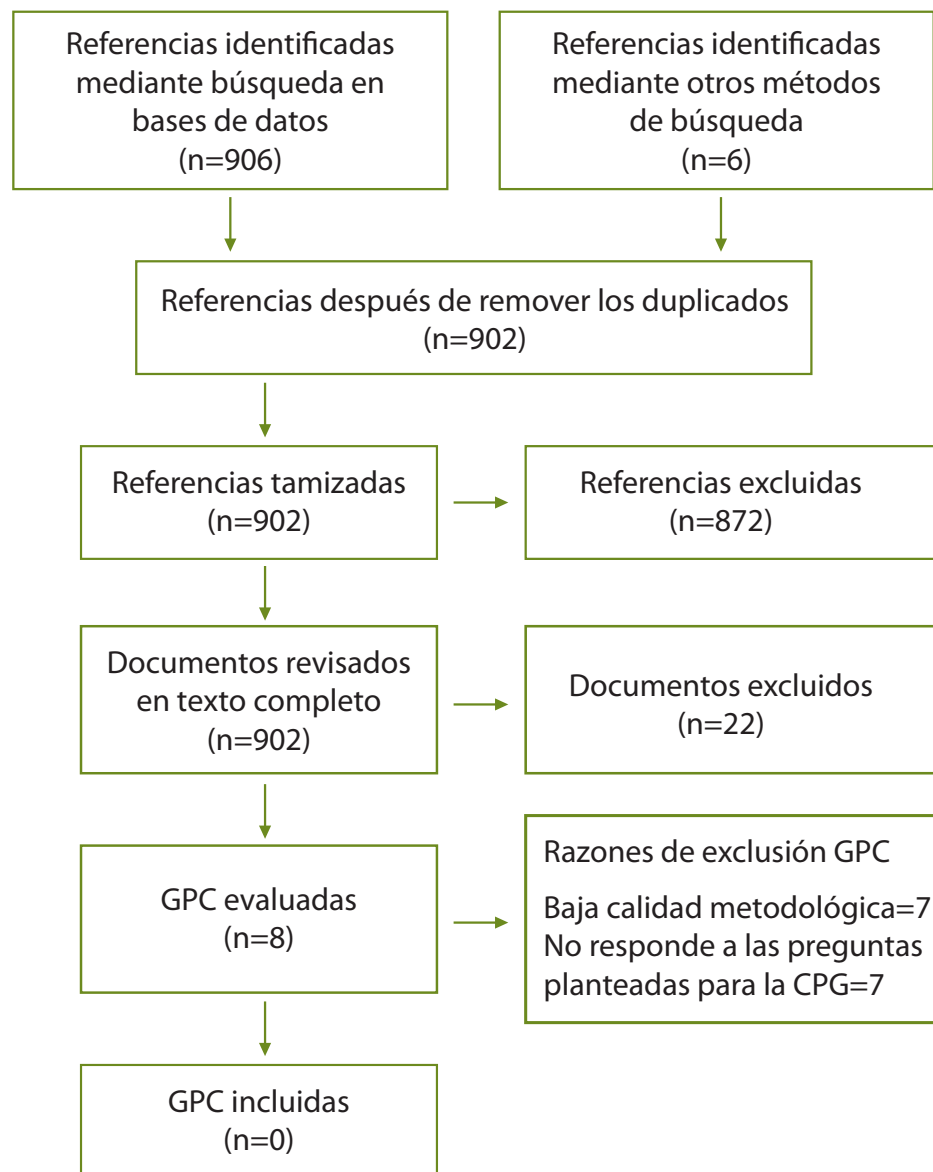 Referencias identificadas
mediante búsqueda en
bases de datos
(n=906)
Referencias identificadas
mediante otros métodos
de búsqueda
(n=6)
Referencias después de remover los duplicados
(n=902)
Referencias tamizadas
(n=902)
Referencias excluidas
(n=872)
Documentos revisados
en texto completo
(n=902)
Documentos excluidos
(n=22)
GPC evaluadas
(n=8)
Razones de exclusión GPC
Baja calidad metodológica=7
No responde a las preguntas
planteadas para la CPG=7
GPC incluidas
(n=0)